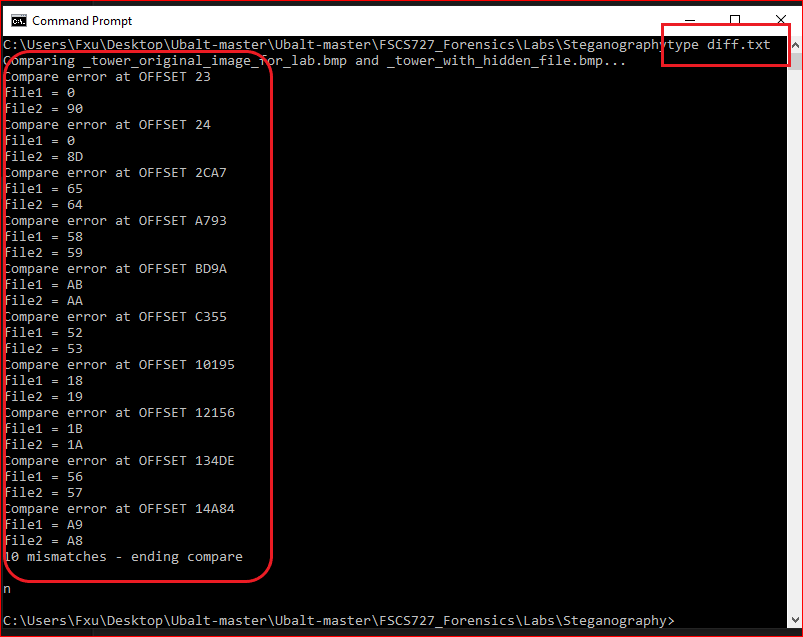 Command Prompt
C:\Users\Fxu\Desktop\Ubalt-master\Ubalt-master\FSCS727_Forensics\Labs\Steganography>type diff.txt
Comparing _tower_original_image_for_lab.bmp and _tower_with_hidden_file.bmp...
Compare error at OFFSET 23
file1 = 0
file2 = 90
Compare error at OFFSET 24
file1 = 0
file2 = 8D
Compare error at OFFSET 2CA7
file1 = 65
file2 = 64
Compare error at OFFSET A793
file1 = 58
file2 = 59
Compare error at OFFSET BD9A
file1 = AB
file2 = AA
Compare error at OFFSET C355
file1 = 52
file2 = 53
Compare error at OFFSET 10195
file1 = 18
file2 = 19
Compare error at OFFSET 12156
file1 = 1B
file2 = 1A
Compare error at OFFSET 134DE
file1 = 56
file2 = 57
Compare error at OFFSET 14A84
file1 = A9
file2 = A8
10 mismatches - ending compare
n
C:\Users\Fxu\Desktop\Ubalt-master\Ubalt-master\FSCS727_Forensics\Labs\Steganography>